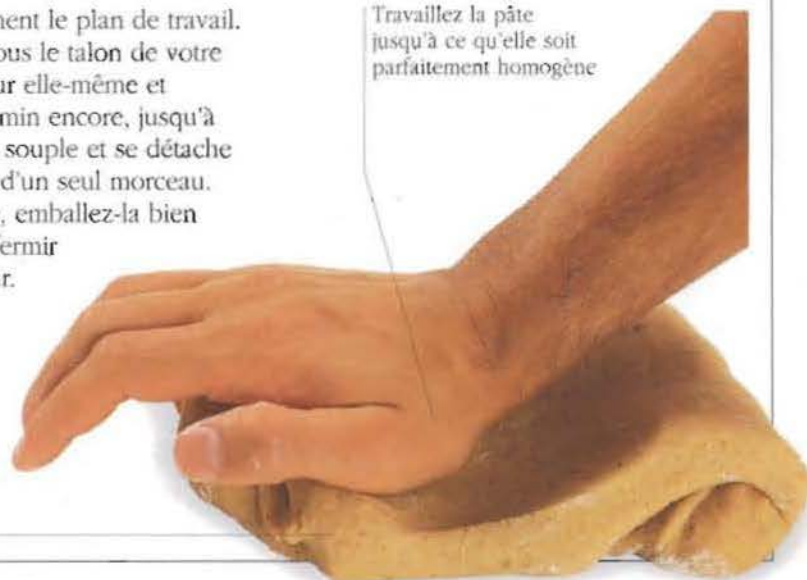 ment le plan de travail.
ous le talon de votre
ur elle-même et
min encore, jusqu'à
souple et se détache
d'un seul morceau.
, emballez-la bien
fermir
r.
Travaillez la pâte
jusqu'à ce qu'elle soit
parfaitement homogène